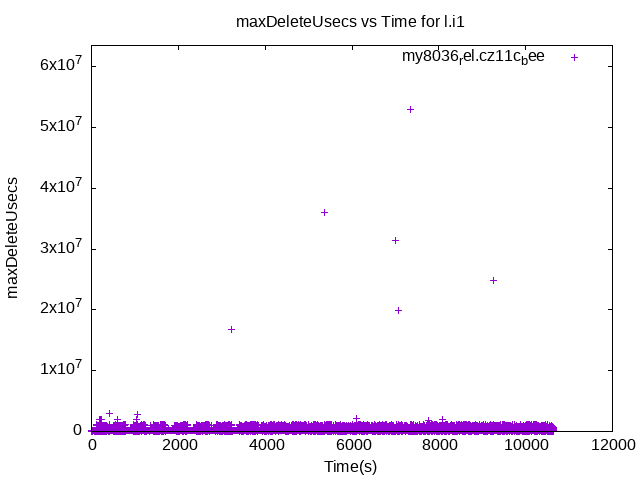 maxDeleteUsecs vs Time for l.i1
my8036rel.cz11cbee
6x10^7
5x10^7
4x10^7
3x10^7
2x10^7
1x10^7
0
maxDeleteUsecs
0 2000 4000 6000 8000 10000 12000
Time(s)